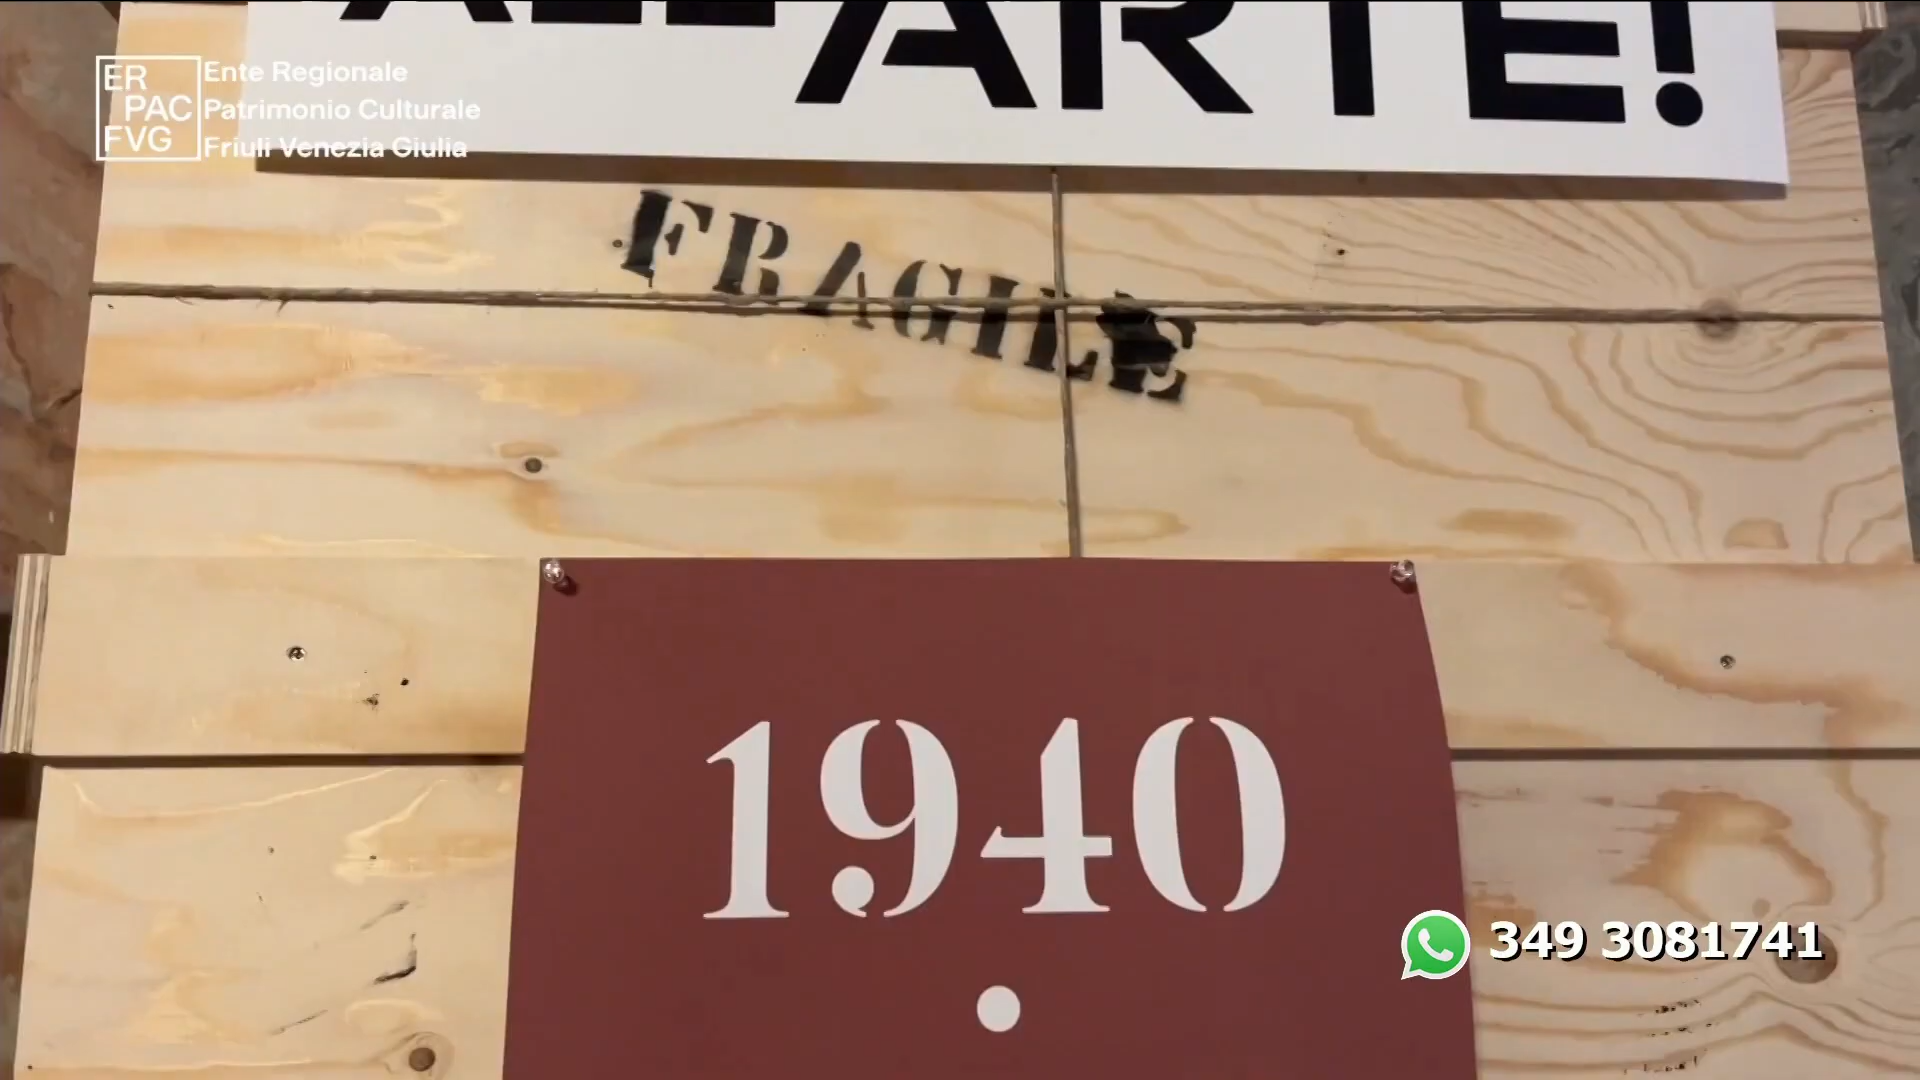 ARTE!
ER
PAC
FVG
Ente Regionale
Patrimonio Culturale
Friuli Venezia Giulia
FRAGILE
1940
349 3081741